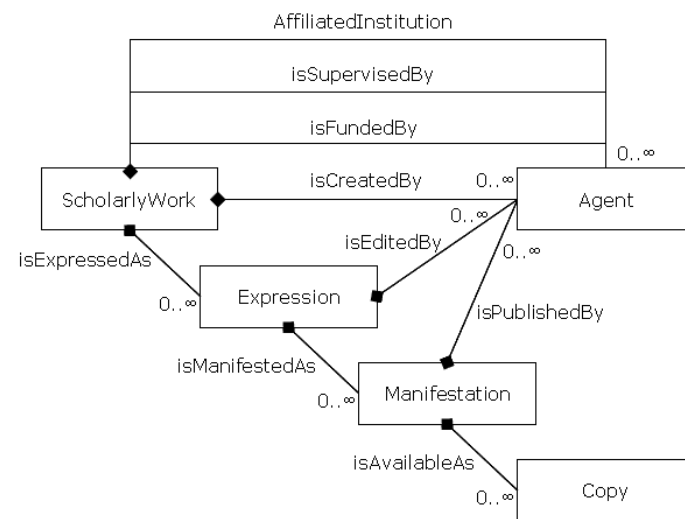 AffiliatedInstitution
isSupervisedBy
isFundedBy
0..∞
isCreatedBy
0..∞
ScholarlyWork
Agent
0..∞
isEditedBy
isExpressedAs
0..∞
Expression
0..∞
isPublishedBy
isManifestedAs
Manifestation
0..∞
isAvailableAs
Copy
0..∞